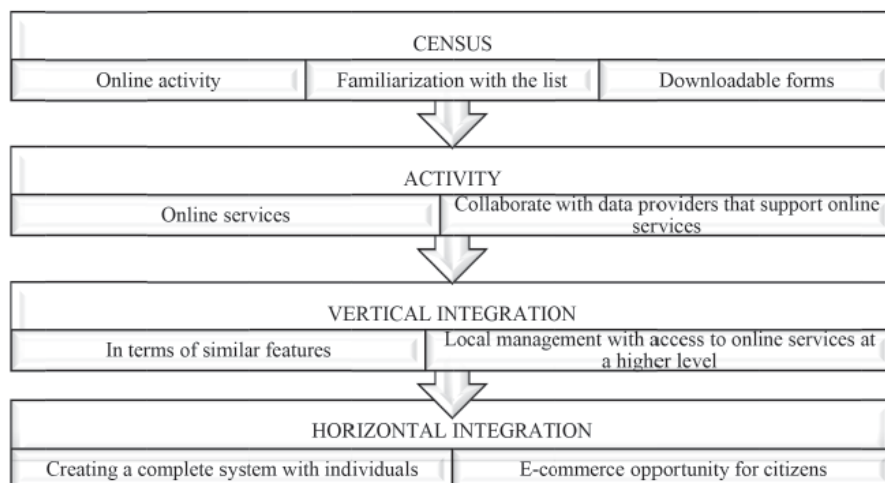 CENSUS
Online activity
Familiarization with the list
Downloadable forms
ACTIVITY
Online services
Collaborate with data providers that support online
services
VERTICAL INTEGRATION
In terms of similar features
Local management with access to online services at
a higher level
HORIZONTAL INTEGRATION
Creating a complete system with individuals
E-commerce opportunity for citizens